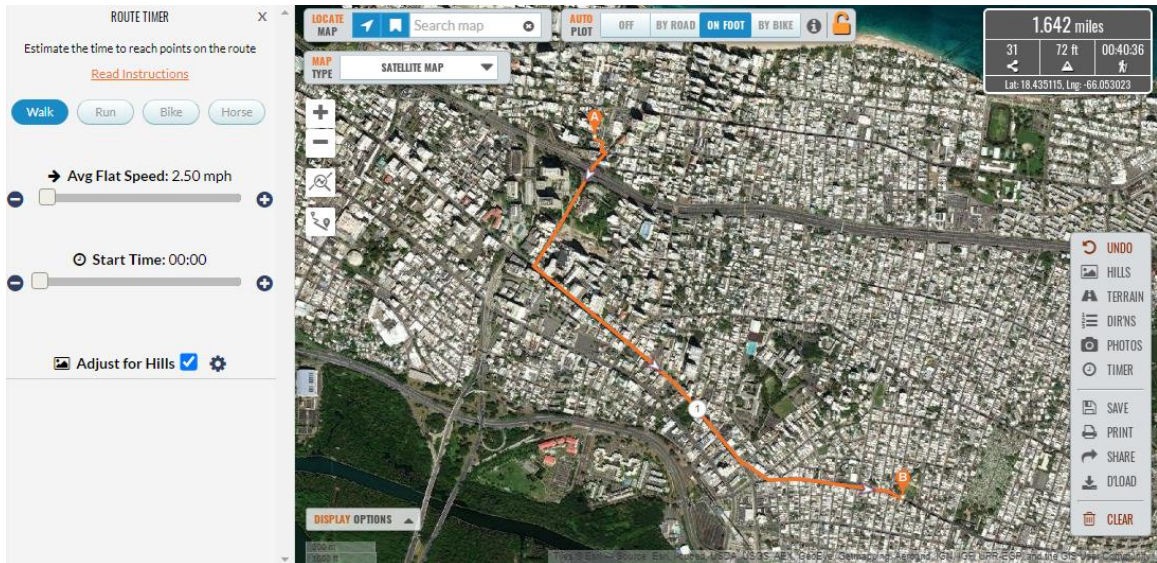 ROUTE TIMER
X
Estimate the time to reach points on the route
Read Instructions
Walk
Run
Bike
Horse
Avg Flat Speed: 2.50 mph
Start Time: 00:00
Adjust for Hills
LOCATE
MAP
Search map
AUTO
PLOT
OFF
BY ROAD
ON FOOT
BY BIKE
MAP
TYPE
SATELLITE MAP
1.642 miles
31
72 ft
00:40:36
Lat: 18.435115, Lng: -66.053023
A
1
B
UNDO
HILLS
TERRAIN
DIR'NS
PHOTOS
TIMER
SAVE
PRINT
SHARE
D'LOAD
CLEAR
DISPLAY OPTIONS